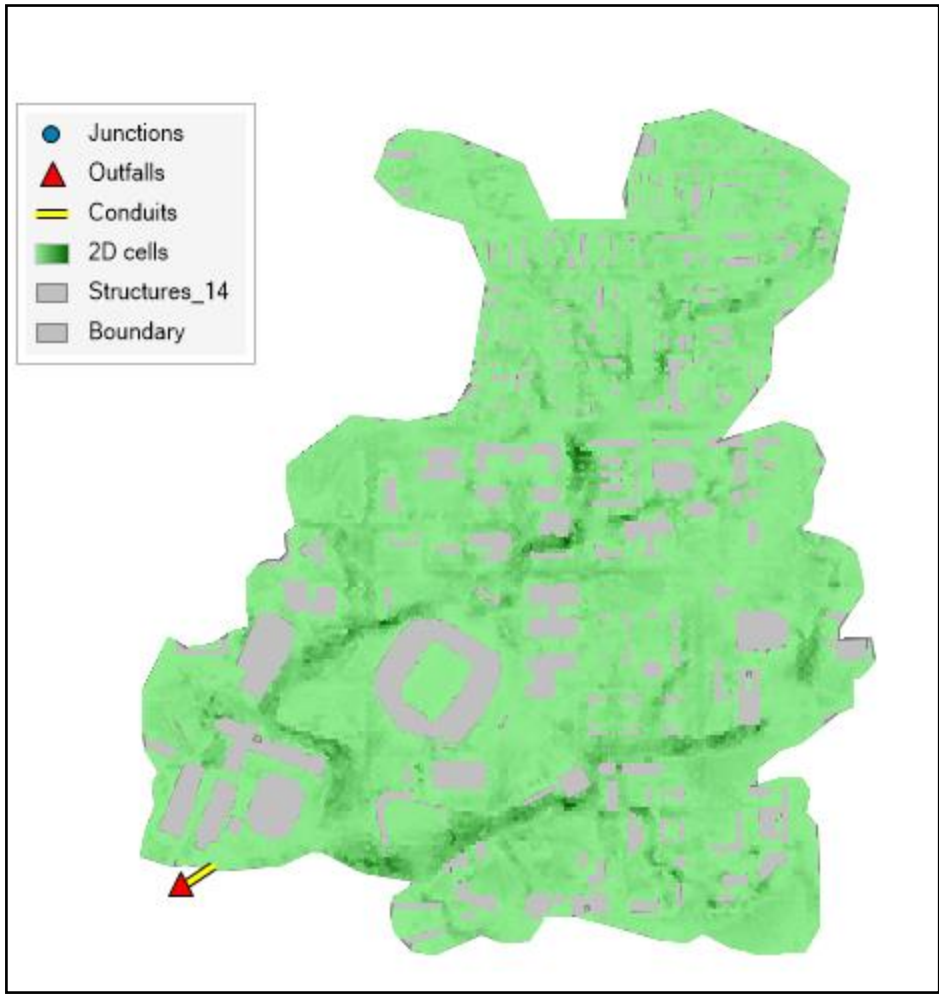 Junctions
Outfalls
Conduits
2D cells
Structures_14
Boundary